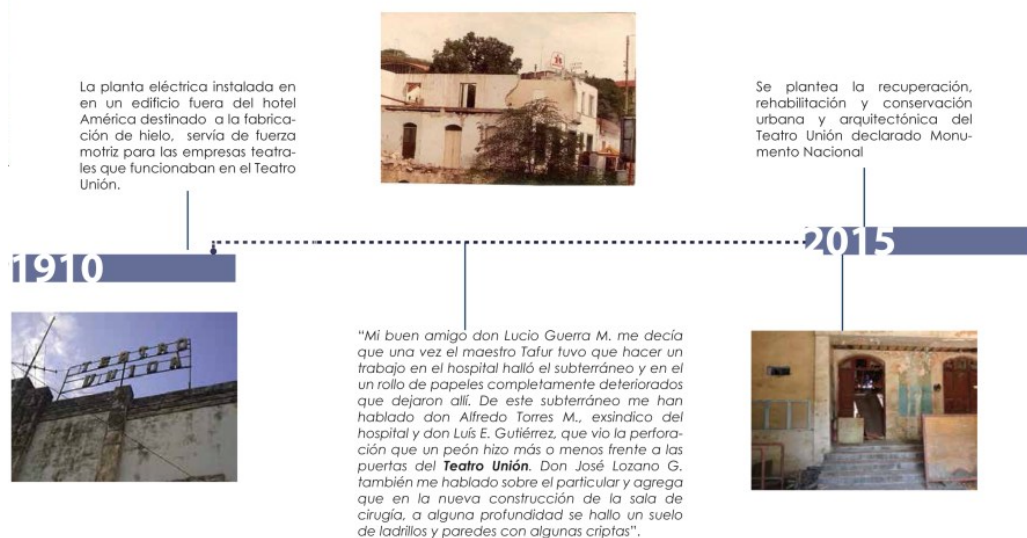 La planta eléctrica instalada en
en un edificio fuera del hotel
América destinado a la fabrica-
ción de hielo, servía de fuerza
motriz para las empresas teatra-
les que funcionaban en el Teatro
Unión.
Se plantea la recuperación,
rehabilitación y conservación
urbana y arquitectónica del
Teatro Unión declarado Monu-
mento Nacional
1910
2015
TEATRO
UNION
“Mi buen amigo don Lucio Guerra M. me decía
que una vez el maestro Tafur tuvo que hacer un
trabajo en el hospital halló el subterráneo y en el
un rollo de papeles completamente deteriorados
que dejaron allí. De este subterráneo me han
hablado don Alfredo Torres M., exsindico del
hospital y don Luís E. Gutiérrez, que vio la perfora-
ción que un peón hizo más o menos frente a las
puertas del Teatro Unión. Don José Lozano G.
también me hablado sobre el particular y agrega
que en la nueva construcción de la sala de
cirugía, a alguna profundidad se hallo un suelo
de ladrillos y paredes con algunas criptas”.